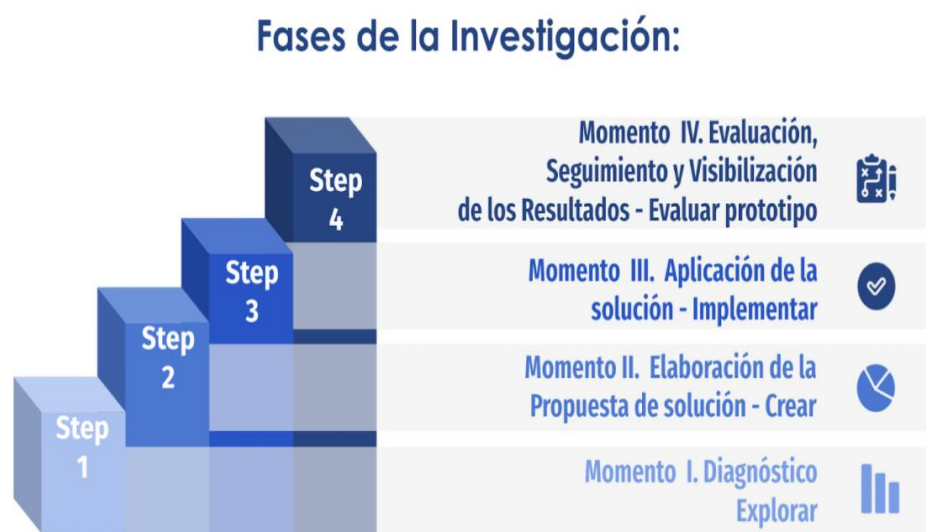 Fases de la Investigación:
Step
4
Momento IV. Evaluación,
Seguimiento y Visibilización
de los Resultados - Evaluar prototipo
Step
3
Momento III. Aplicación de la
solución - Implementar
Step
2
Momento II. Elaboración de la
Propuesta de solución - Crear
Step
1
Momento I. Diagnóstico
Explorar